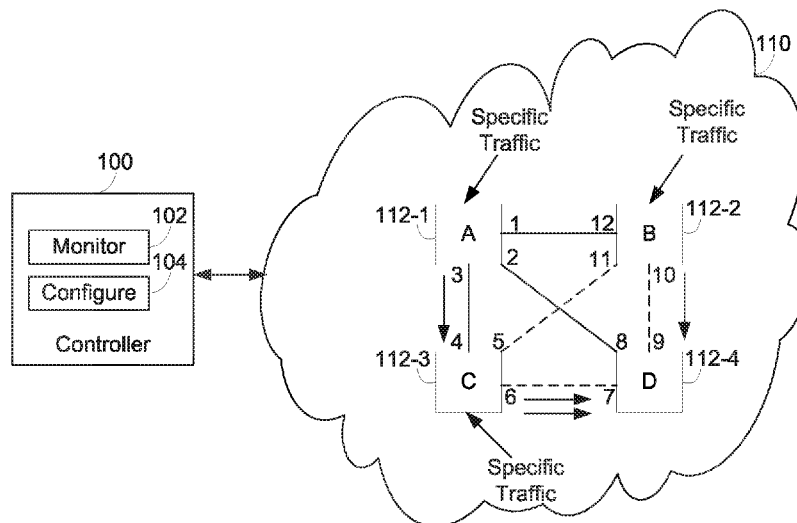 110
Specific
Traffic
Specific
Traffic
100
102
Monitor
104
Configure
Controller
112-1
A
1
12
B
112-2
2
11
3
10
4
5
8
9
112-3
C
D
112-4
6
7
Specific
Traffic